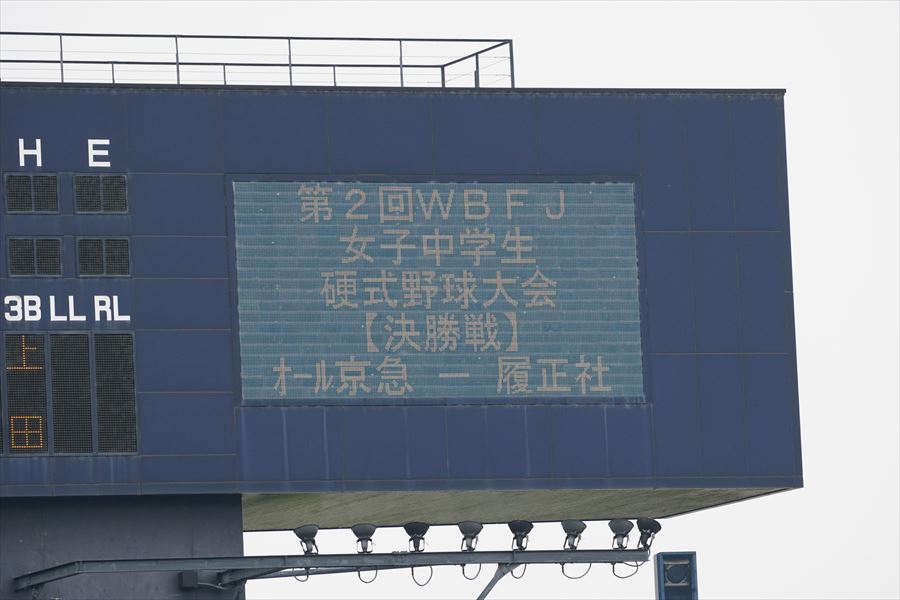 H E
第2回WBFJ
女子中学生
硬式野球大会
【決勝戦】
ｵｰﾙ京急 － 履正社
3B LL RL
上田